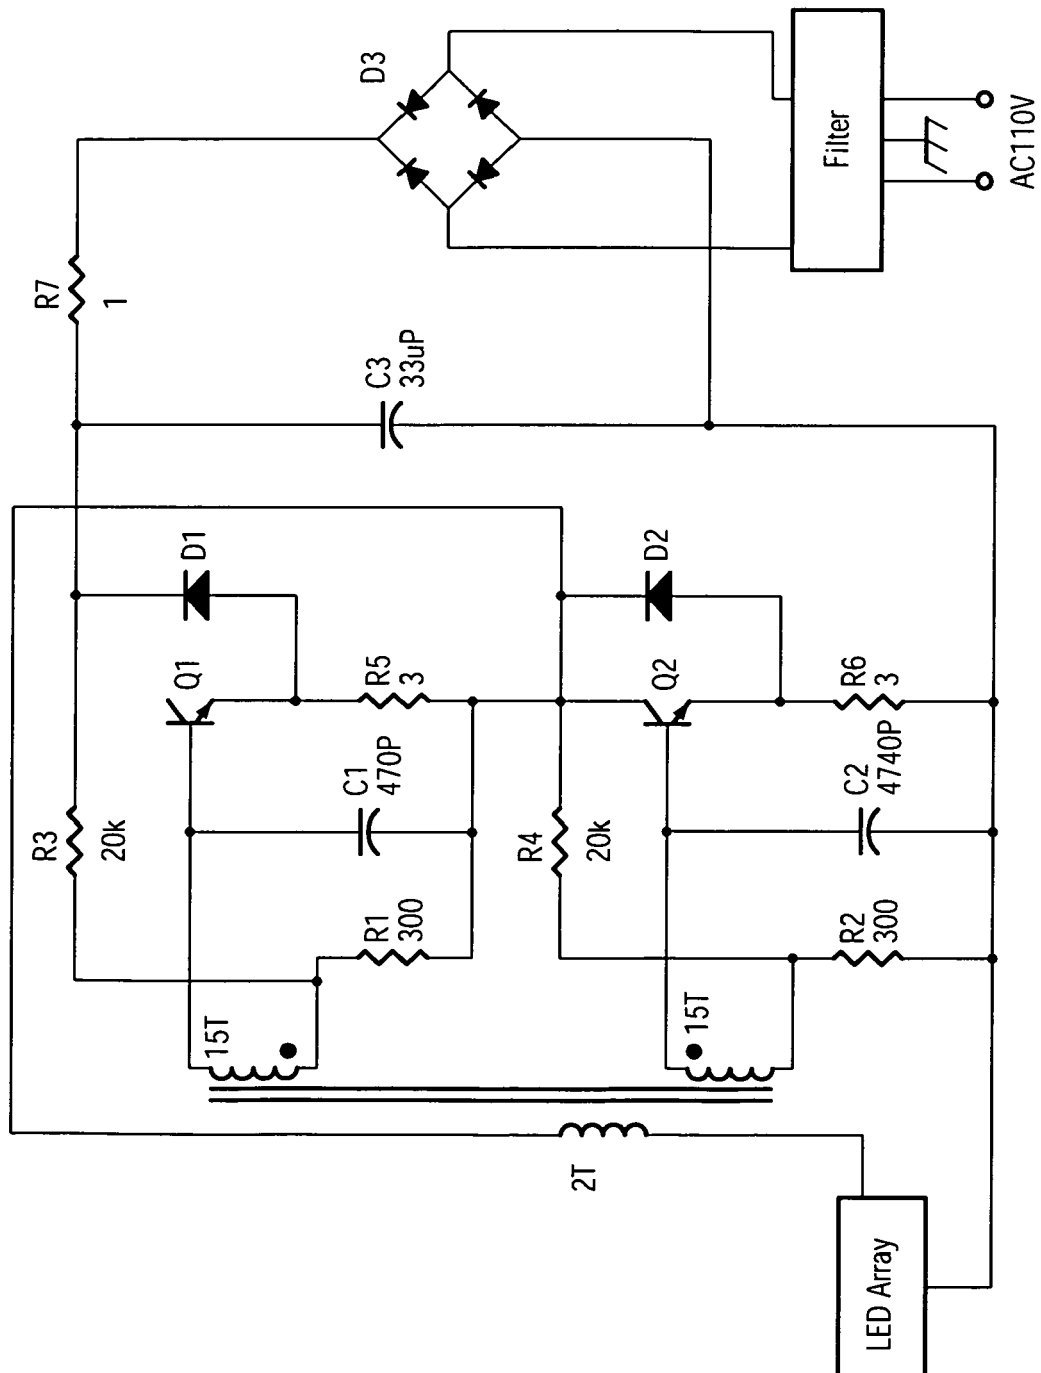 D3
Filter
AC110V
R7
1
C3
33uP
D1
Q1
R5
3
D2
Q2
R6
3
R3
20k
C1
470P
R4
20k
C2
4740P
R1
300
R2
300
15T
15T
2T
LED Array